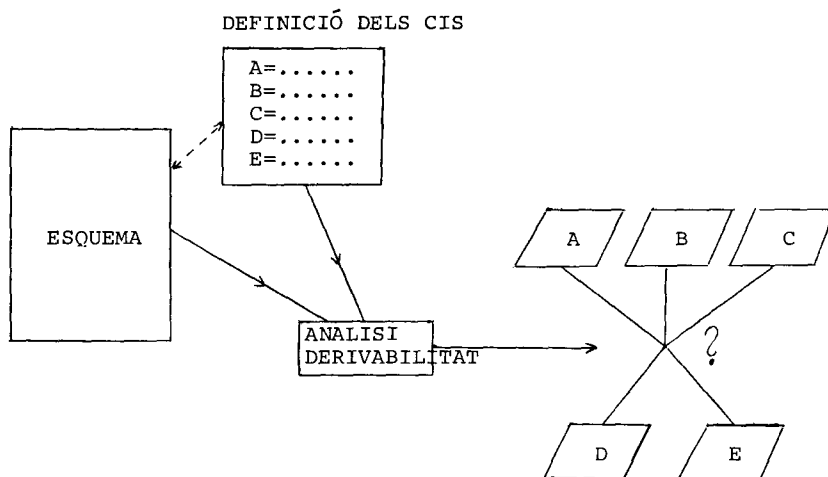 DEFINICIÓ DELS CIS
A=......
B=......
C=......
D=......
E=......
ESQUEMA
A
B
C
ANALISI
DERIVABILITAT
?
D
E